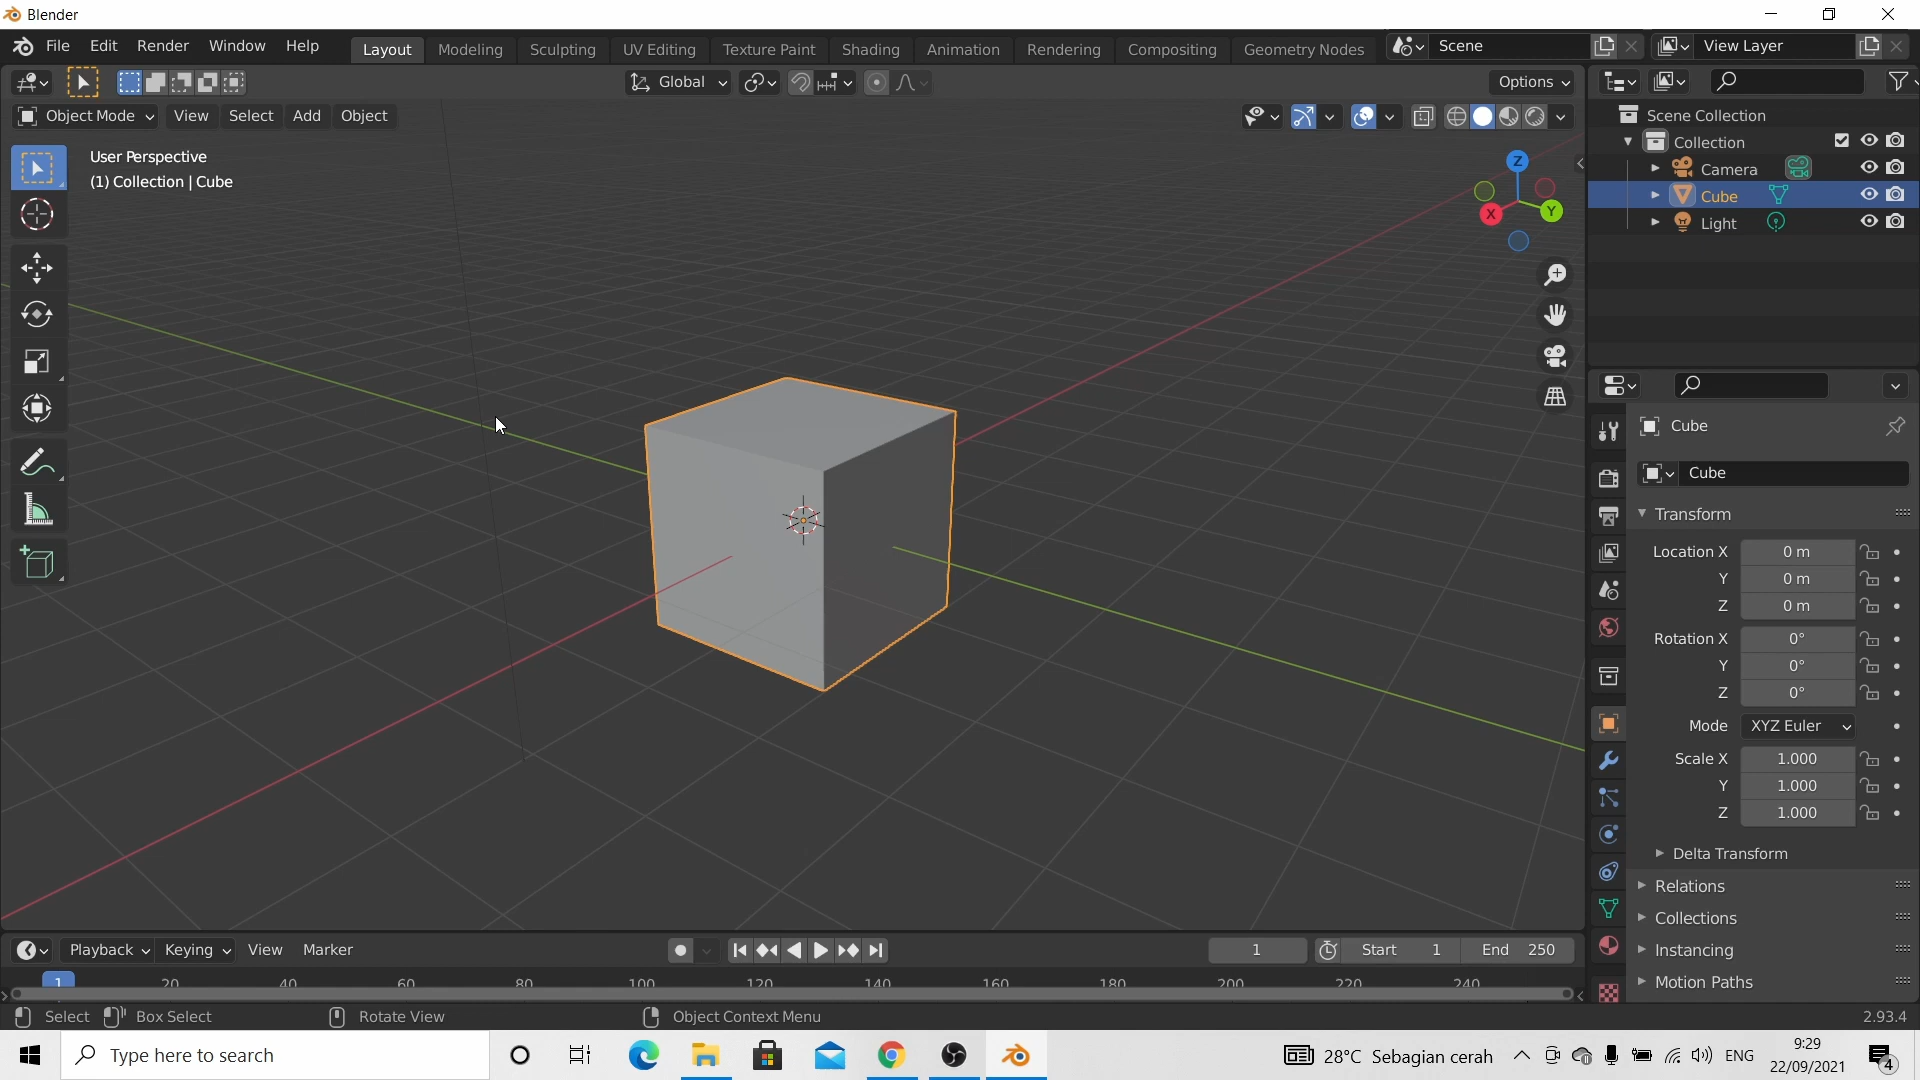 Blender
File Edit Render Window Help Layout Modeling Sculpting UV Editing Texture Paint Shading Animation Rendering Compositing Geometry Nodes Scene View Layer
Global Options
Object Mode View Select Add Object
User Perspective
(1) Collection | Cube
Z
X
Y
Scene Collection
Collection
Camera
Cube
Light
Cube
Cube
Transform
Location X 0 m
Y 0 m
Z 0 m
Rotation X 0°
Y 0°
Z 0°
Mode XYZ Euler
Scale X 1.000
Y 1.000
Z 1.000
Delta Transform
Relations
Collections
Instancing
Motion Paths
Playback Keying View Marker 1 Start 1 End 250
1 20 40 60 80 100 120 140 160 180 200 220 240
Select Box Select Rotate View Object Context Menu 2.93.4
Type here to search 28°C Sebagian cerah ENG
9:29
22/09/2021
4